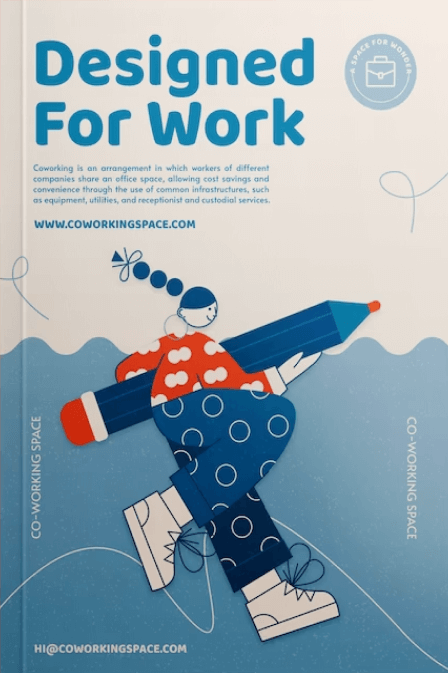 Designed
For Work
A SPACE FOR WONDER
Coworking is an arrangement in which workers of different
companies share an office space, allowing cost savings and
convenience through the use of common infrastructures, such
as equipment, utilities, and receptionist and custodial services.
WWW.COWORKINGSPACE.COM
CO-WORKING SPACE
CO-WORKING SPACE
HI@COWORKINGSPACE.COM